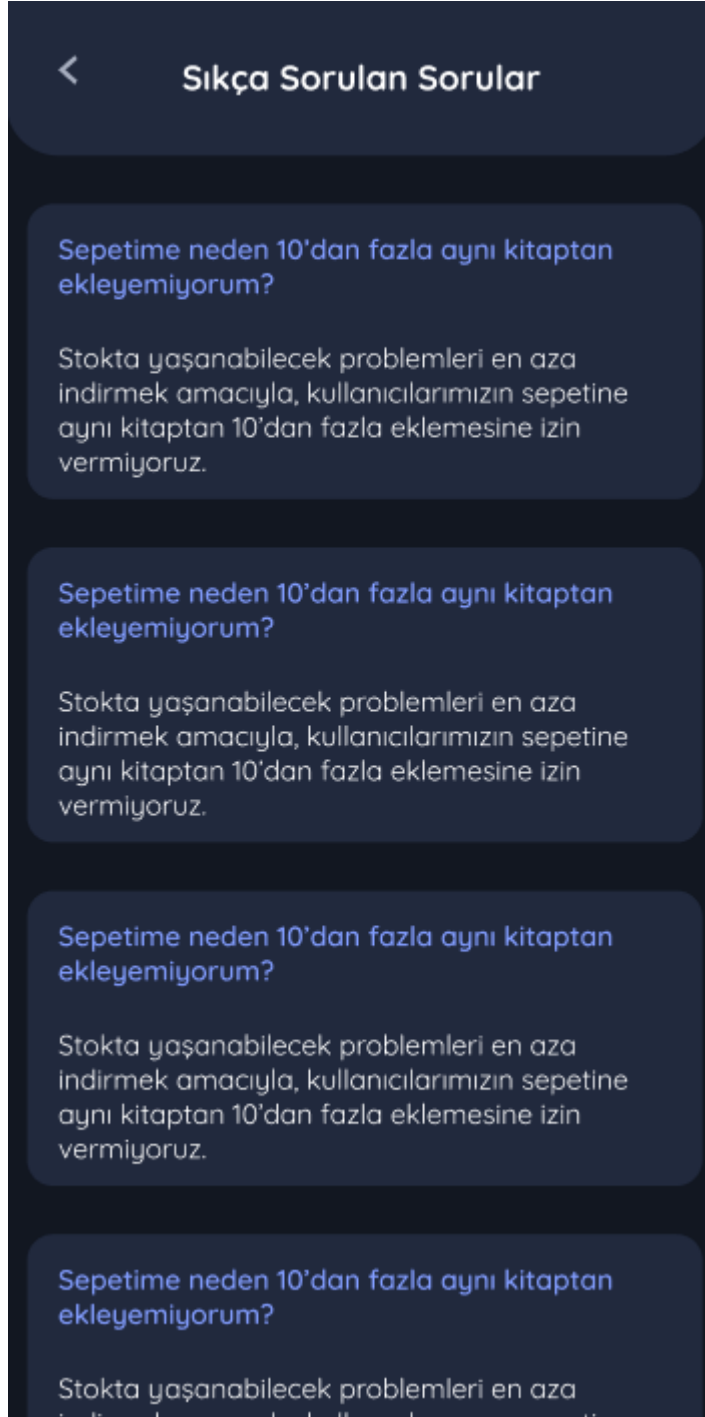 Sıkça Sorulan Sorular
Sepetime neden 10’dan fazla aynı kitaptan
ekleyemiyorum?
Stokta yaşanabilecek problemleri en aza
indirmek amacıyla, kullanıcılarımızın sepetine
aynı kitaptan 10’dan fazla eklemesine izin
vermiyoruz.
Sepetime neden 10’dan fazla aynı kitaptan
ekleyemiyorum?
Stokta yaşanabilecek problemleri en aza
indirmek amacıyla, kullanıcılarımızın sepetine
aynı kitaptan 10’dan fazla eklemesine izin
vermiyoruz.
Sepetime neden 10’dan fazla aynı kitaptan
ekleyemiyorum?
Stokta yaşanabilecek problemleri en aza
indirmek amacıyla, kullanıcılarımızın sepetine
aynı kitaptan 10’dan fazla eklemesine izin
vermiyoruz.
Sepetime neden 10’dan fazla aynı kitaptan
ekleyemiyorum?
Stokta yaşanabilecek problemleri en aza